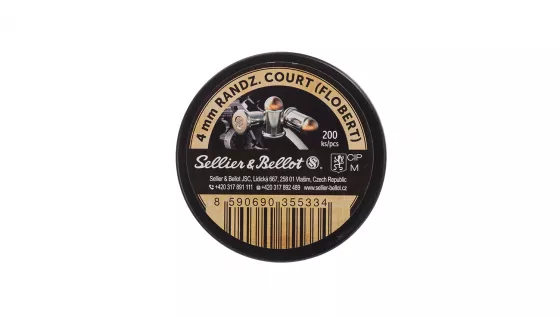 4 mm RANDZ. COURT (FLOBERT)
200
ks/pcs
Sellier & Bellot S®
CIP
M
Sellier & Bellot JSC, Lidická 667, 258 01 Vlašim, Czech Republic
+420 317 891 111 +420 317 892 489 www.sellier-bellot.cz
8 590690 355334